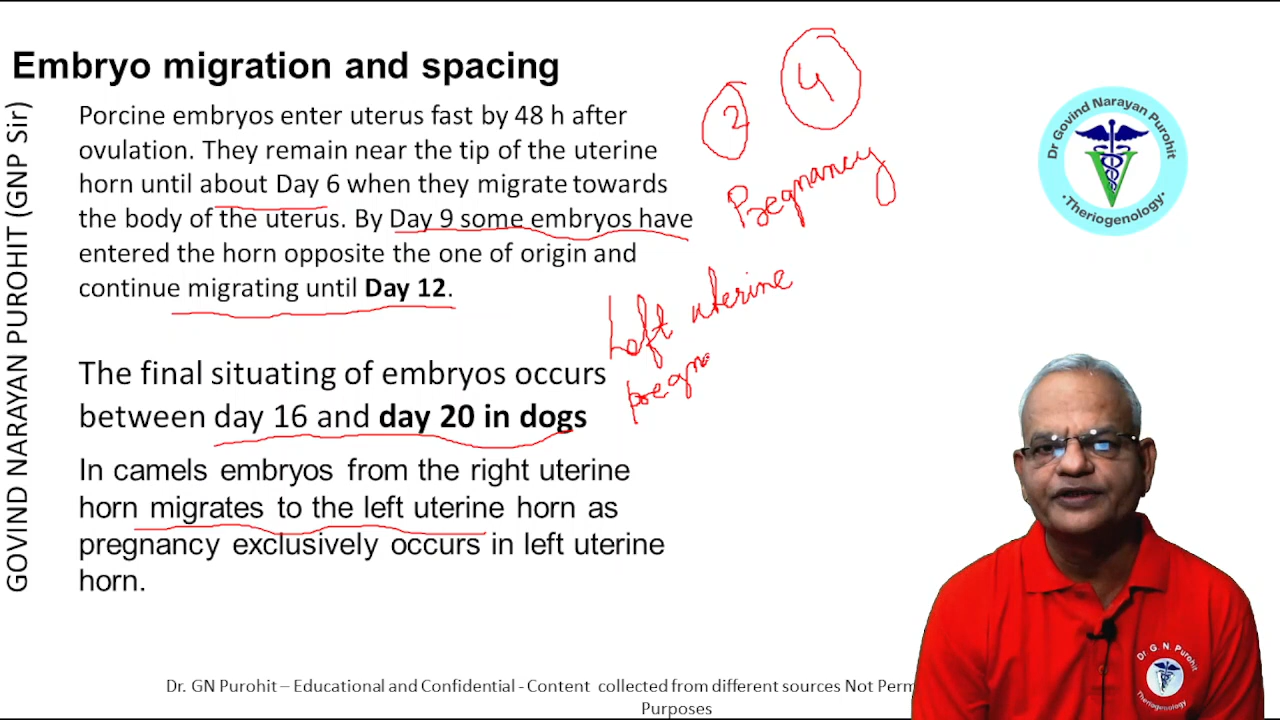 Embryo migration and spacing
Porcine embryos enter uterus fast by 48 h after
ovulation. They remain near the tip of the uterine
horn until about Day 6 when they migrate towards
the body of the uterus. By Day 9 some embryos have
entered the horn opposite the one of origin and
continue migrating until Day 12.
The final situating of embryos occurs
between day 16 and day 20 in dogs
In camels embryos from the right uterine
horn migrates to the left uterine horn as
pregnancy exclusively occurs in left uterine
horn.
2 4
Pregnancy
Left uterine
pregna
GOVIND NARAYAN PUROHIT (GNP Sir)
Dr Govind Narayan Purohit
•Theriogenology•
Dr. G. N. Purohit
Theriogenology
Dr. GN Purohit – Educational and Confidential - Content collected from different sources Not Perm
Purposes